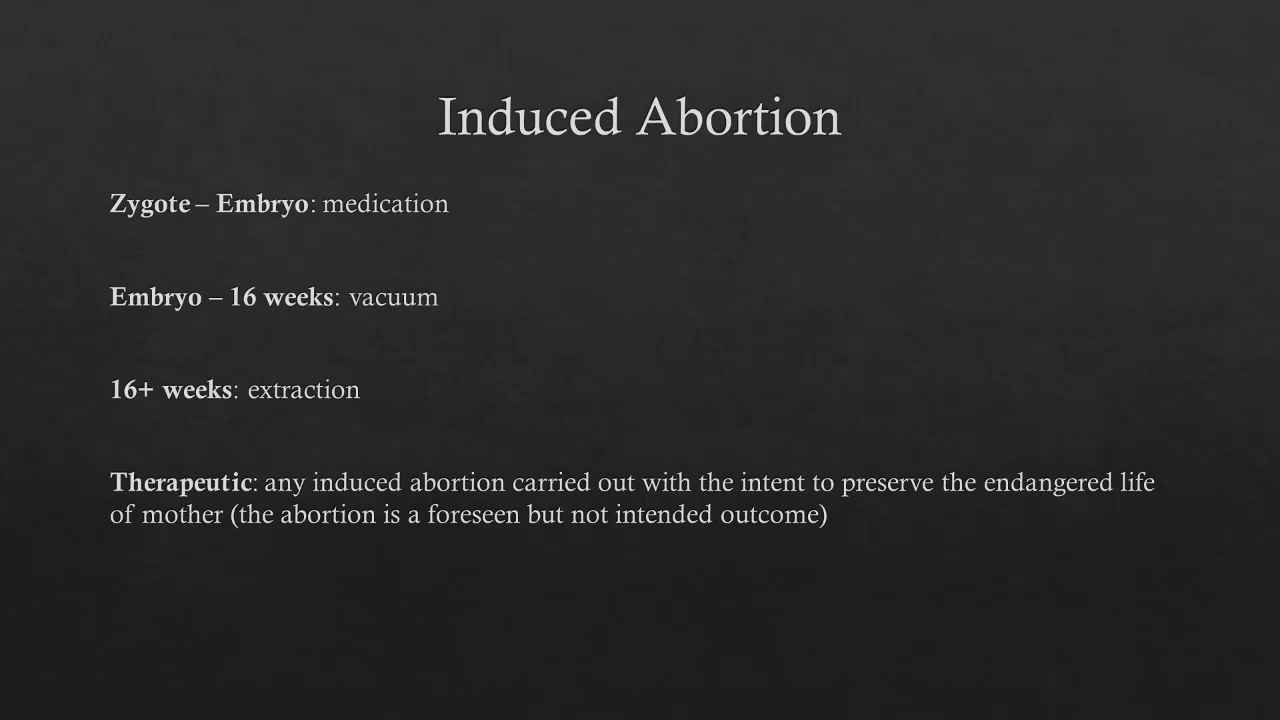 Induced Abortion
Zygote – Embryo: medication
Embryo – 16 weeks: vacuum
16+ weeks: extraction
Therapeutic: any induced abortion carried out with the intent to preserve the endangered life
of mother (the abortion is a foreseen but not intended outcome)